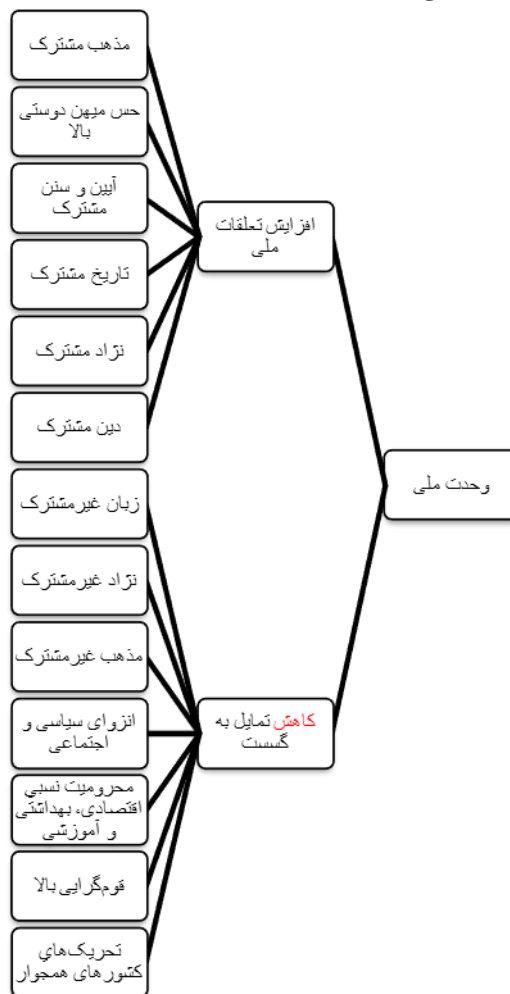 وحدت ملی
افزایش تعلقات
ملی
مذهب مشترک
حس میهن دوستی
بالا
آیین و سنن
مشترک
تاریخ مشترک
نژاد مشترک
دین مشترک
کاهش تمایل به
گسست
زبان غیرمشترک
نژاد غیرمشترک
مذهب غیرمشترک
انزوای سیاسی و
اجتماعی
محرومیت نسبی
اقتصادی، بهداشتی
و آموزشی
قوم‌گرایی بالا
تحریک‌های
کشورهای همجوار